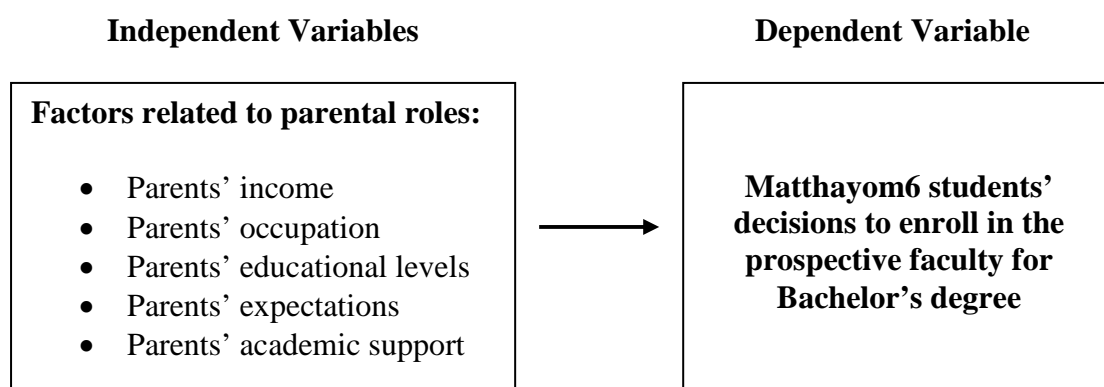 Independent Variables
Dependent Variable
Factors related to parental roles:
• Parents’ income
• Parents’ occupation
• Parents’ educational levels
• Parents’ expectations
• Parents’ academic support
Matthayom6 students’
decisions to enroll in the
prospective faculty for
Bachelor’s degree